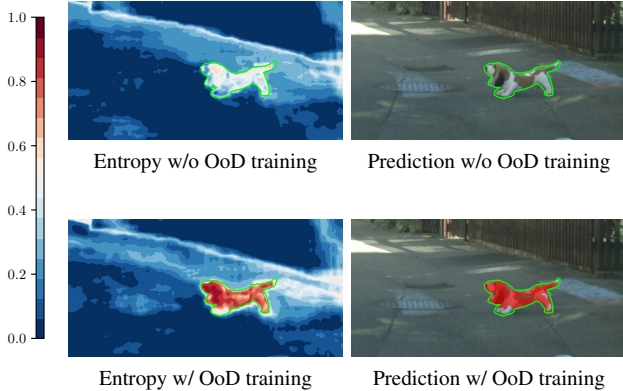 1.0
0.8
0.6
0.4
0.2
0.0
Entropy w/o OoD training
Prediction w/o OoD training
Entropy w/ OoD training
Prediction w/ OoD training